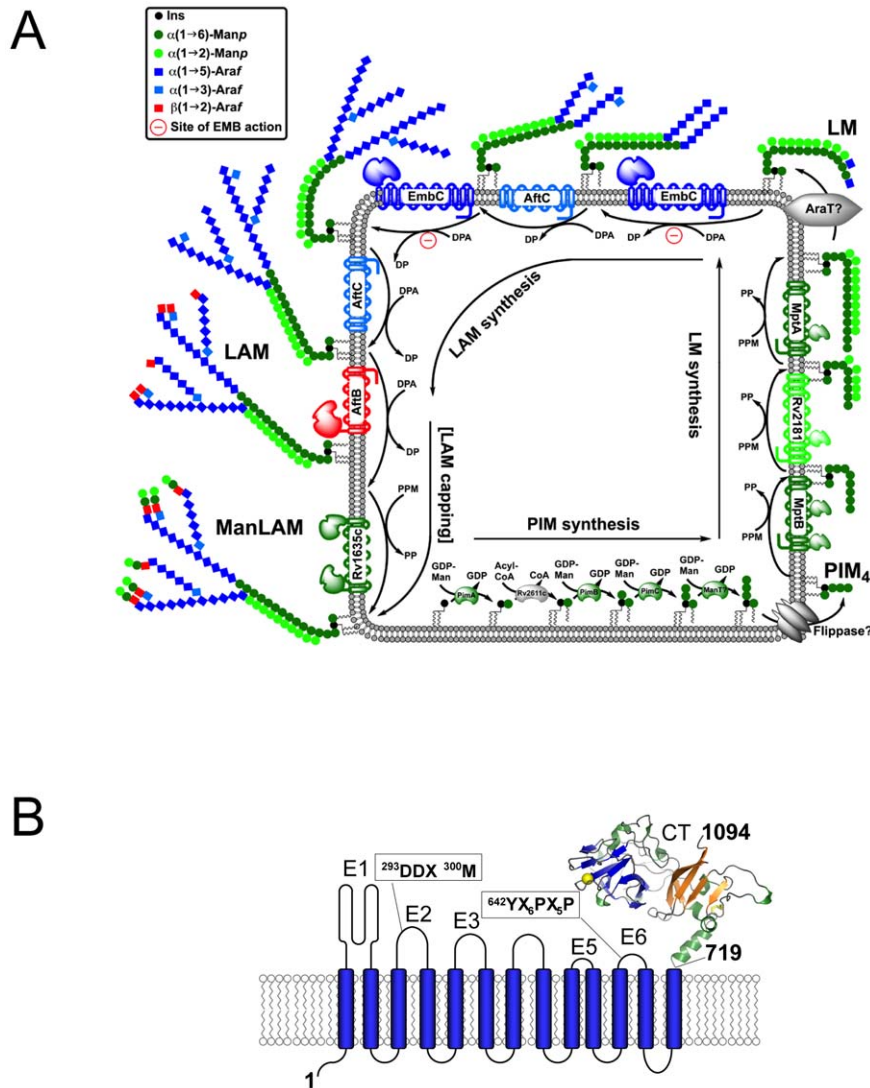 A
Ins
α(1→6)-Manp
α(1→2)-Manp
α(1→5)-Araf
α(1→3)-Araf
β(1→2)-Araf
Site of EMB action
LM
EmbC
AftC
EmbC
AraT?
DPA
DP
DP
DPA
DP
DPA
AftC
DPA
DP
LAM
LAM synthesis
LM synthesis
PP
PPM
MptA
AftB
DPA
DP
PP
PPM
Rv2181
[LAM capping]
ManLAM
PPM
PP
Rv1635c
PP
PPM
MptB
PIM synthesis
PIM4
GDP-Man
GDP
Acyl-CoA
CoA
GDP-Man
GDP
GDP-Man
GDP
GDP-Man
GDP
PimA
Rv2611c
PimB
PimC
ManT?
Flippase?
B
CT
1094
E1
293DDX 300M
E2
E3
642YX6PX5P
E5
E6
719
1